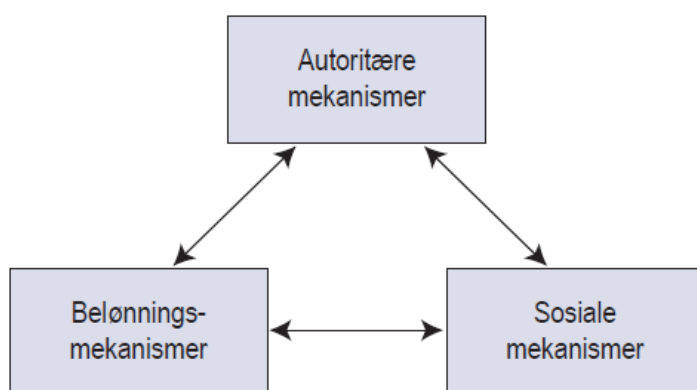 Autoritære
mekanismer
Belønnings-
mekanismer
Sosiale
mekanismer